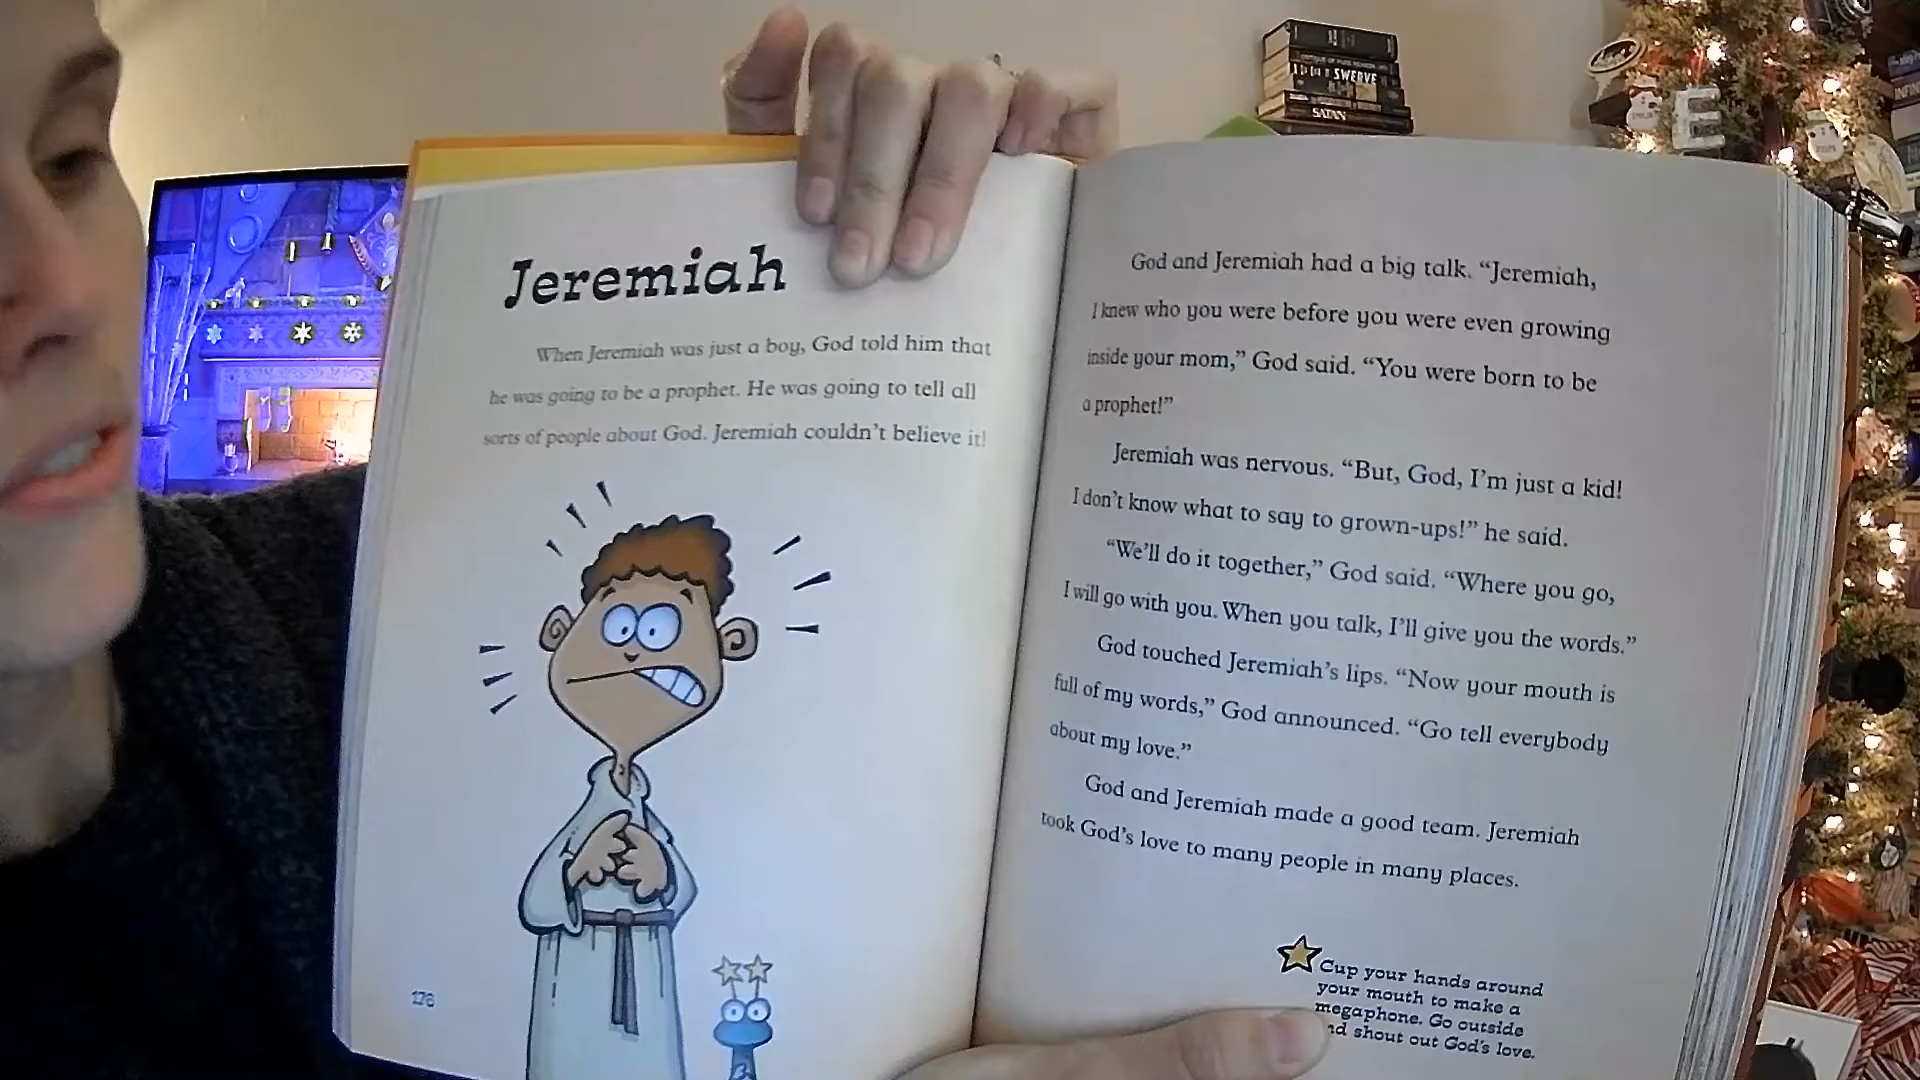 Jeremiah
When Jeremiah was just a boy, God told him that
he was going to be a prophet. He was going to tell all
sorts of people about God. Jeremiah couldn't believe it!
178
God and Jeremiah had a big talk. “Jeremiah,
I knew who you were before you were even growing
inside your mom,” God said. “You were born to be
a prophet!”
Jeremiah was nervous. “But, God, I'm just a kid!
I don't know what to say to grown-ups!” he said.
“We'll do it together,” God said. “Where you go,
I will go with you. When you talk, I'll give you the words.”
God touched Jeremiah's lips. “Now your mouth is
full of my words,” God announced. “Go tell everybody
about my love.”
God and Jeremiah made a good team. Jeremiah
took God's love to many people in many places.
Cup your hands around
your mouth to make a
megaphone. Go outside
nd shout out God's love.
SWERVE
SATAN
E